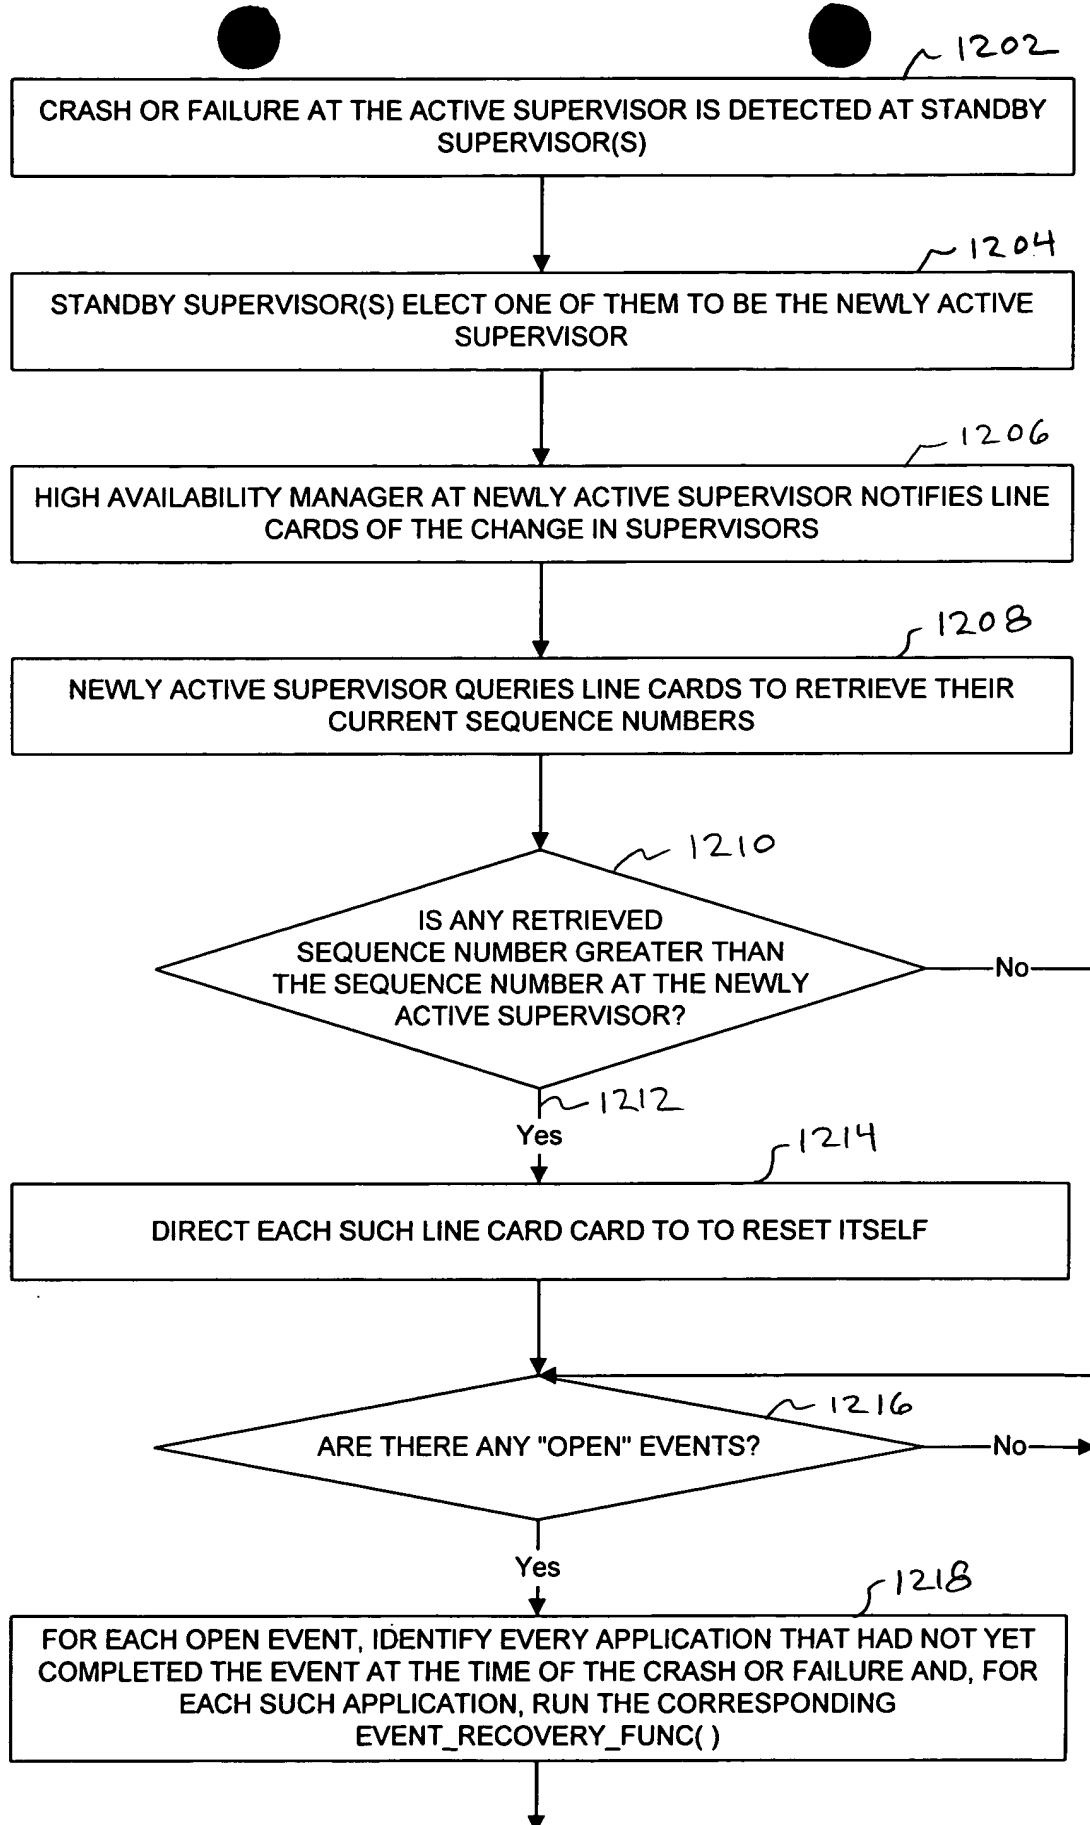 1202
CRASH OR FAILURE AT THE ACTIVE SUPERVISOR IS DETECTED AT STANDBY
SUPERVISOR(S)
1204
STANDBY SUPERVISOR(S) ELECT ONE OF THEM TO BE THE NEWLY ACTIVE
SUPERVISOR
1206
HIGH AVAILABILITY MANAGER AT NEWLY ACTIVE SUPERVISOR NOTIFIES LINE
CARDS OF THE CHANGE IN SUPERVISORS
1208
NEWLY ACTIVE SUPERVISOR QUERIES LINE CARDS TO RETRIEVE THEIR
CURRENT SEQUENCE NUMBERS
1210
IS ANY RETRIEVED
SEQUENCE NUMBER GREATER THAN
THE SEQUENCE NUMBER AT THE NEWLY
ACTIVE SUPERVISOR?
No
1212
Yes
1214
DIRECT EACH SUCH LINE CARD CARD TO TO RESET ITSELF
1216
ARE THERE ANY "OPEN" EVENTS?
No
Yes
1218
FOR EACH OPEN EVENT, IDENTIFY EVERY APPLICATION THAT HAD NOT YET
COMPLETED THE EVENT AT THE TIME OF THE CRASH OR FAILURE AND, FOR
EACH SUCH APPLICATION, RUN THE CORRESPONDING
EVENT_RECOVERY_FUNC( )